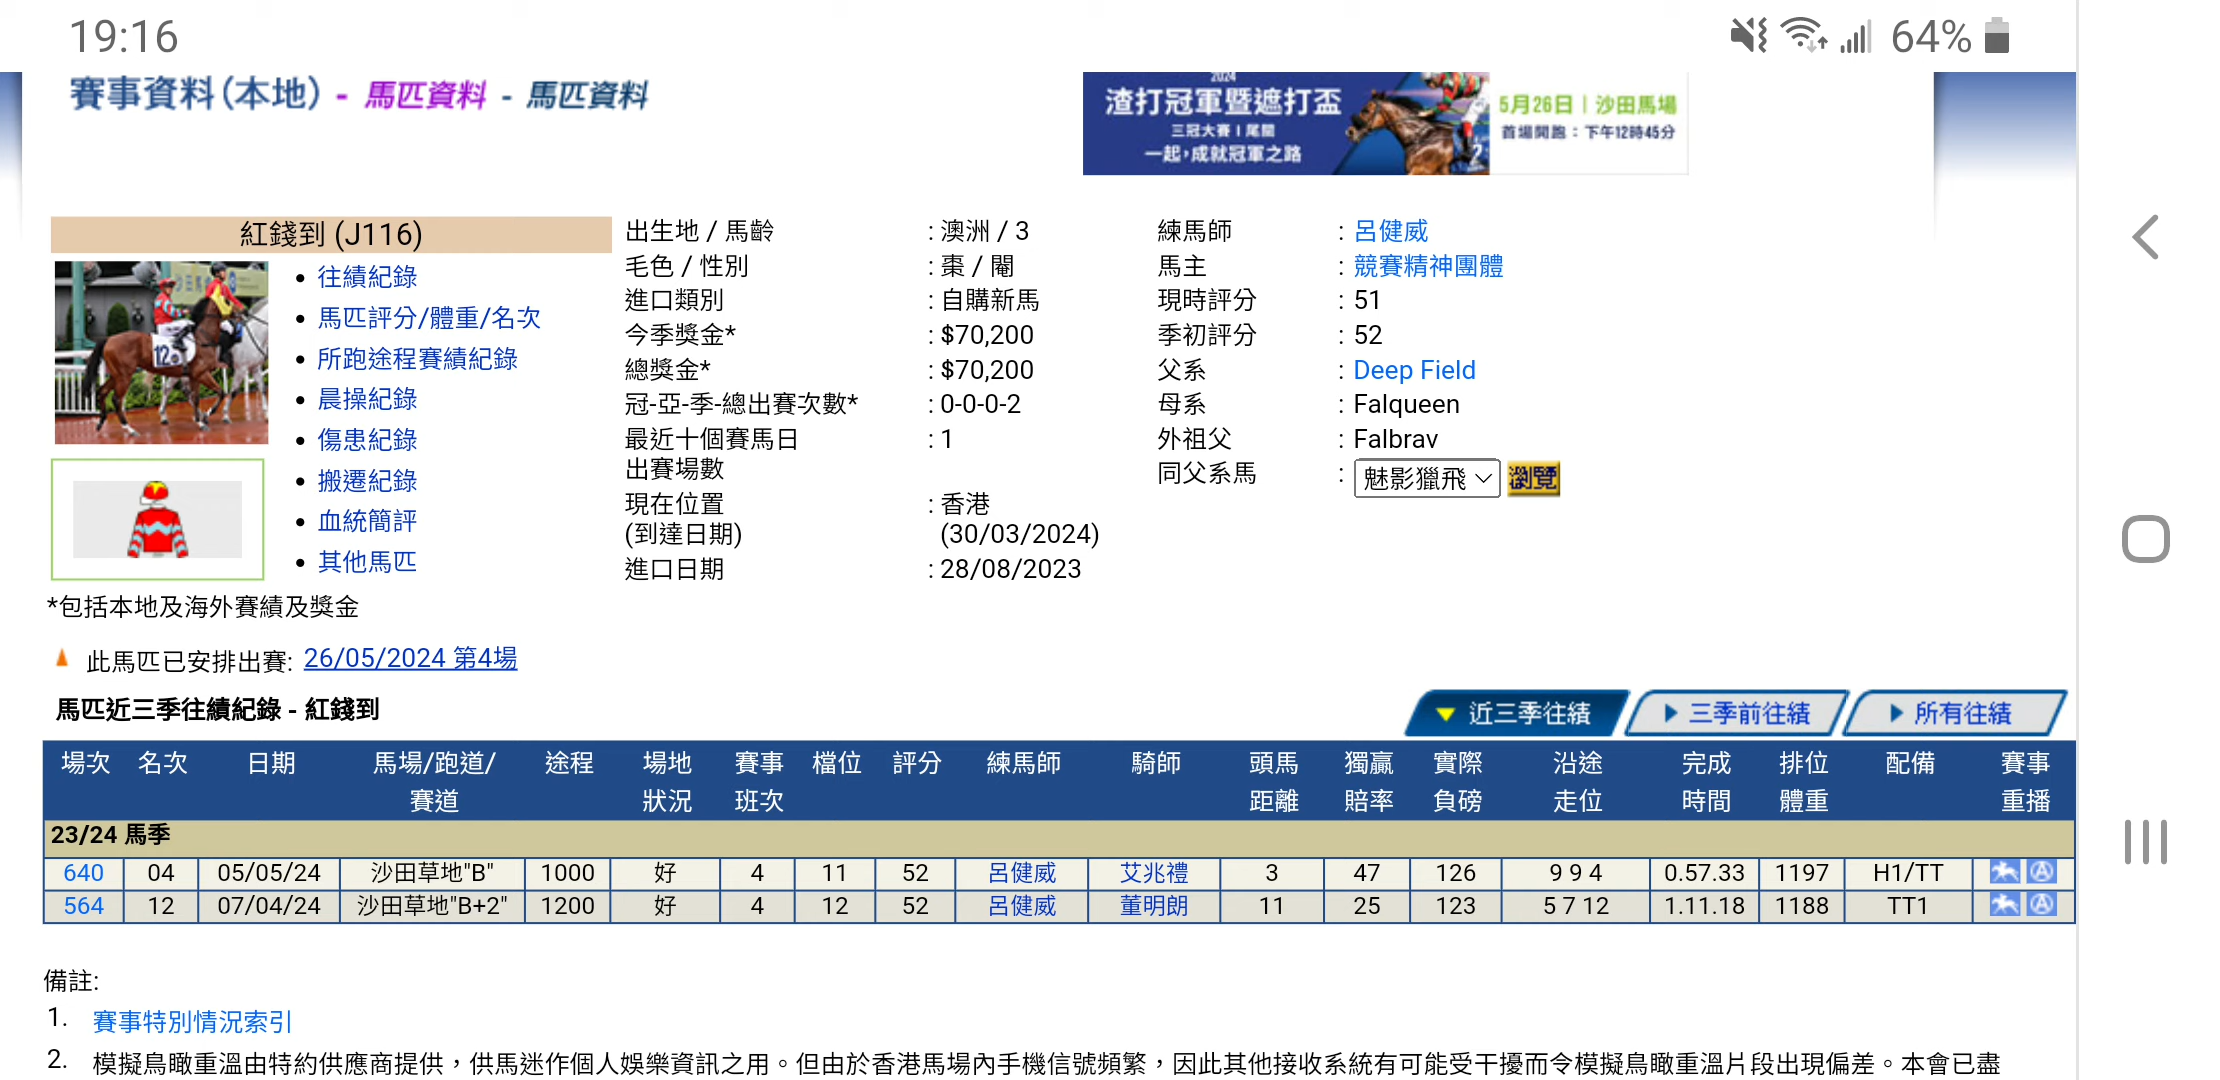 19:16
64%
賽事資料(本地) - 馬匹資料 - 馬匹資料
2024
渣打冠軍暨遮打盃
三冠大賽 | 尾關
一起，成就冠軍之路
5月26日 | 沙田馬場
首場開跑：下午12時45分
紅錢到 (J116)
12
往績紀錄
馬匹評分/體重/名次
所跑途程賽績紀錄
晨操紀錄
傷患紀錄
搬遷紀錄
血統簡評
其他馬匹
出生地 / 馬齡 : 澳洲 / 3
毛色 / 性別 : 棗 / 閹
進口類別 : 自購新馬
今季獎金* : $70,200
總獎金* : $70,200
冠-亞-季-總出賽次數* : 0-0-0-2
最近十個賽馬日 : 1
出賽場數
現在位置 : 香港
(到達日期) (30/03/2024)
進口日期 : 28/08/2023
練馬師 : 呂健威
馬主 : 競賽精神團體
現時評分 : 51
季初評分 : 52
父系 : Deep Field
母系 : Falqueen
外祖父 : Falbrav
同父系馬 : 魅影獵飛 瀏覽
*包括本地及海外賽績及獎金
此馬匹已安排出賽: 26/05/2024 第4場
馬匹近三季往績紀錄 - 紅錢到
近三季往績 三季前往績 所有往績
場次 名次 日期 馬場/跑道/ 途程 場地 賽事 檔位 評分 練馬師 騎師 頭馬 獨贏 實際 沿途 完成 排位 配備 賽事
賽道 狀況 班次 距離 賠率 負磅 走位 時間 體重 重播
23/24 馬季
640 04 05/05/24 沙田草地"B" 1000 好 4 11 52 呂健威 艾兆禮 3 47 126 9 9 4 0.57.33 1197 H1/TT
564 12 07/04/24 沙田草地"B+2" 1200 好 4 12 52 呂健威 董明朗 11 25 123 5 7 12 1.11.18 1188 TT1
備註:
1. 賽事特別情況索引
2. 模擬鳥瞰重溫由特約供應商提供，供馬迷作個人娛樂資訊之用。但由於香港馬場內手機信號頻繁，因此其他接收系統有可能受干擾而令模擬鳥瞰重溫片段出現偏差。本會已盡